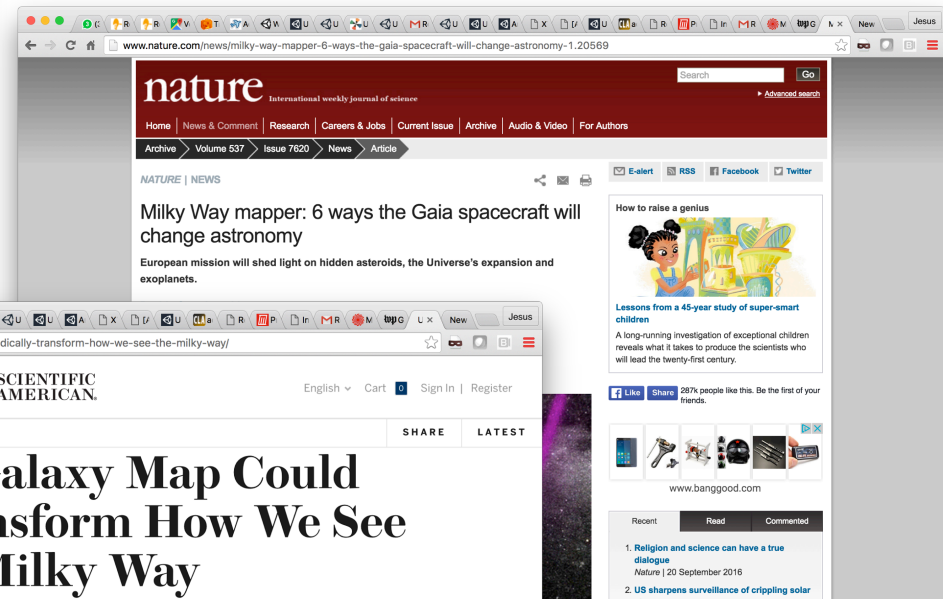 Jesus
www.nature.com/news/milky-way-mapper-6-ways-the-gaia-spacecraft-will-change-astronomy-1.20569
nature International weekly journal of science
Search Go
Advanced search
Home News & Comment Research Careers & Jobs Current Issue Archive Audio & Video For Authors
Archive Volume 537 Issue 7620 News Article
NATURE | NEWS
E-alert RSS Facebook Twitter
Milky Way mapper: 6 ways the Gaia spacecraft will
change astronomy
European mission will shed light on hidden asteroids, the Universe's expansion and
exoplanets.
How to raise a genius
Lessons from a 45-year study of super-smart
children
A long-running investigation of exceptional children
reveals what it takes to produce the scientists who
will lead the twenty-first century.
Like Share 287k people like this. Be the first of your
friends.
www.banggood.com
Recent Read Commented
1. Religion and science can have a true
dialogue
Nature | 20 September 2016
2. US sharpens surveillance of crippling solar
New Jesus
dically-transform-how-we-see-the-milky-way/
SCIENTIFIC
AMERICAN
English Cart 0 Sign In | Register
SHARE LATEST
alaxy Map Could
nsform How We See
Milky Way